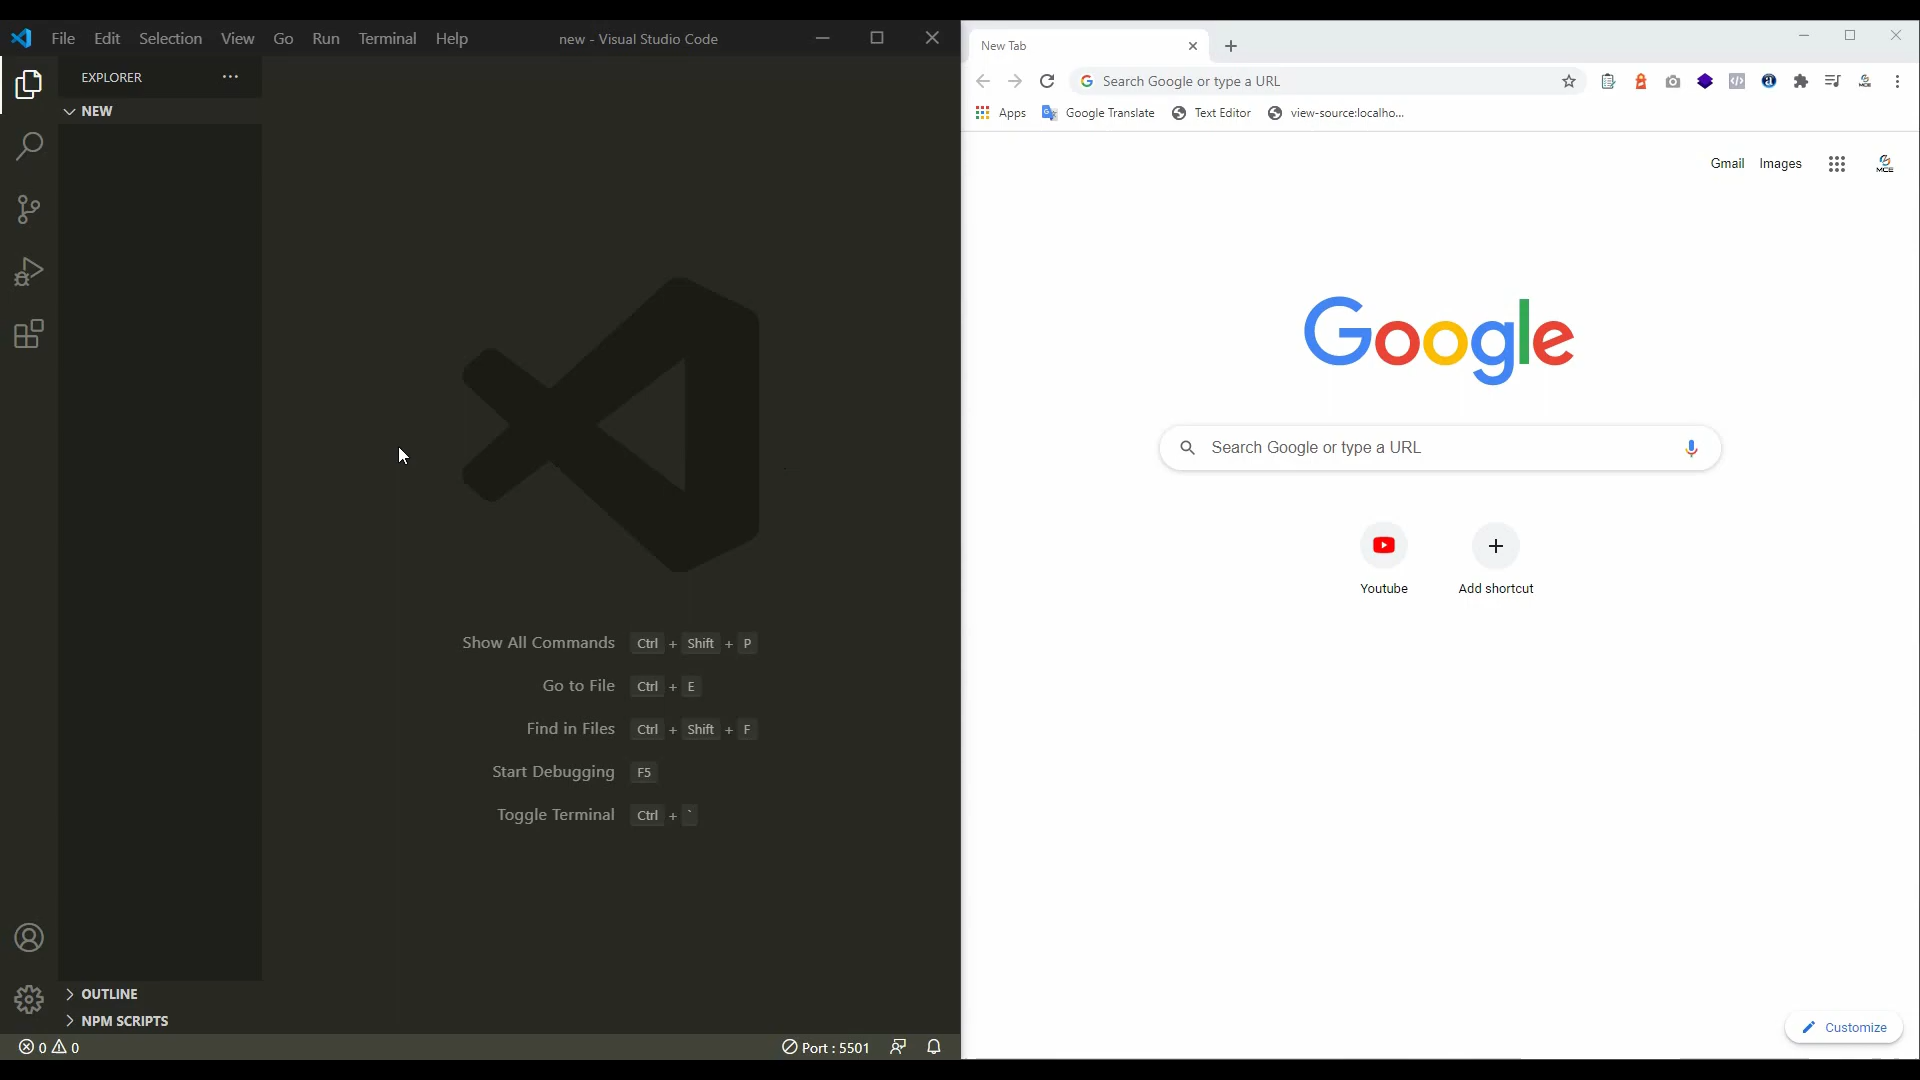 File Edit Selection View Go Run Terminal Help
new - Visual Studio Code
EXPLORER
NEW
Show All Commands Ctrl + Shift + P
Go to File Ctrl + E
Find in Files Ctrl + Shift + F
Start Debugging F5
Toggle Terminal Ctrl + `
OUTLINE
NPM SCRIPTS
0 0
Port : 5501
New Tab
Search Google or type a URL
Apps Google Translate Text Editor view-source:localho...
Gmail Images
MCE
Google
Search Google or type a URL
Youtube Add shortcut
Customize